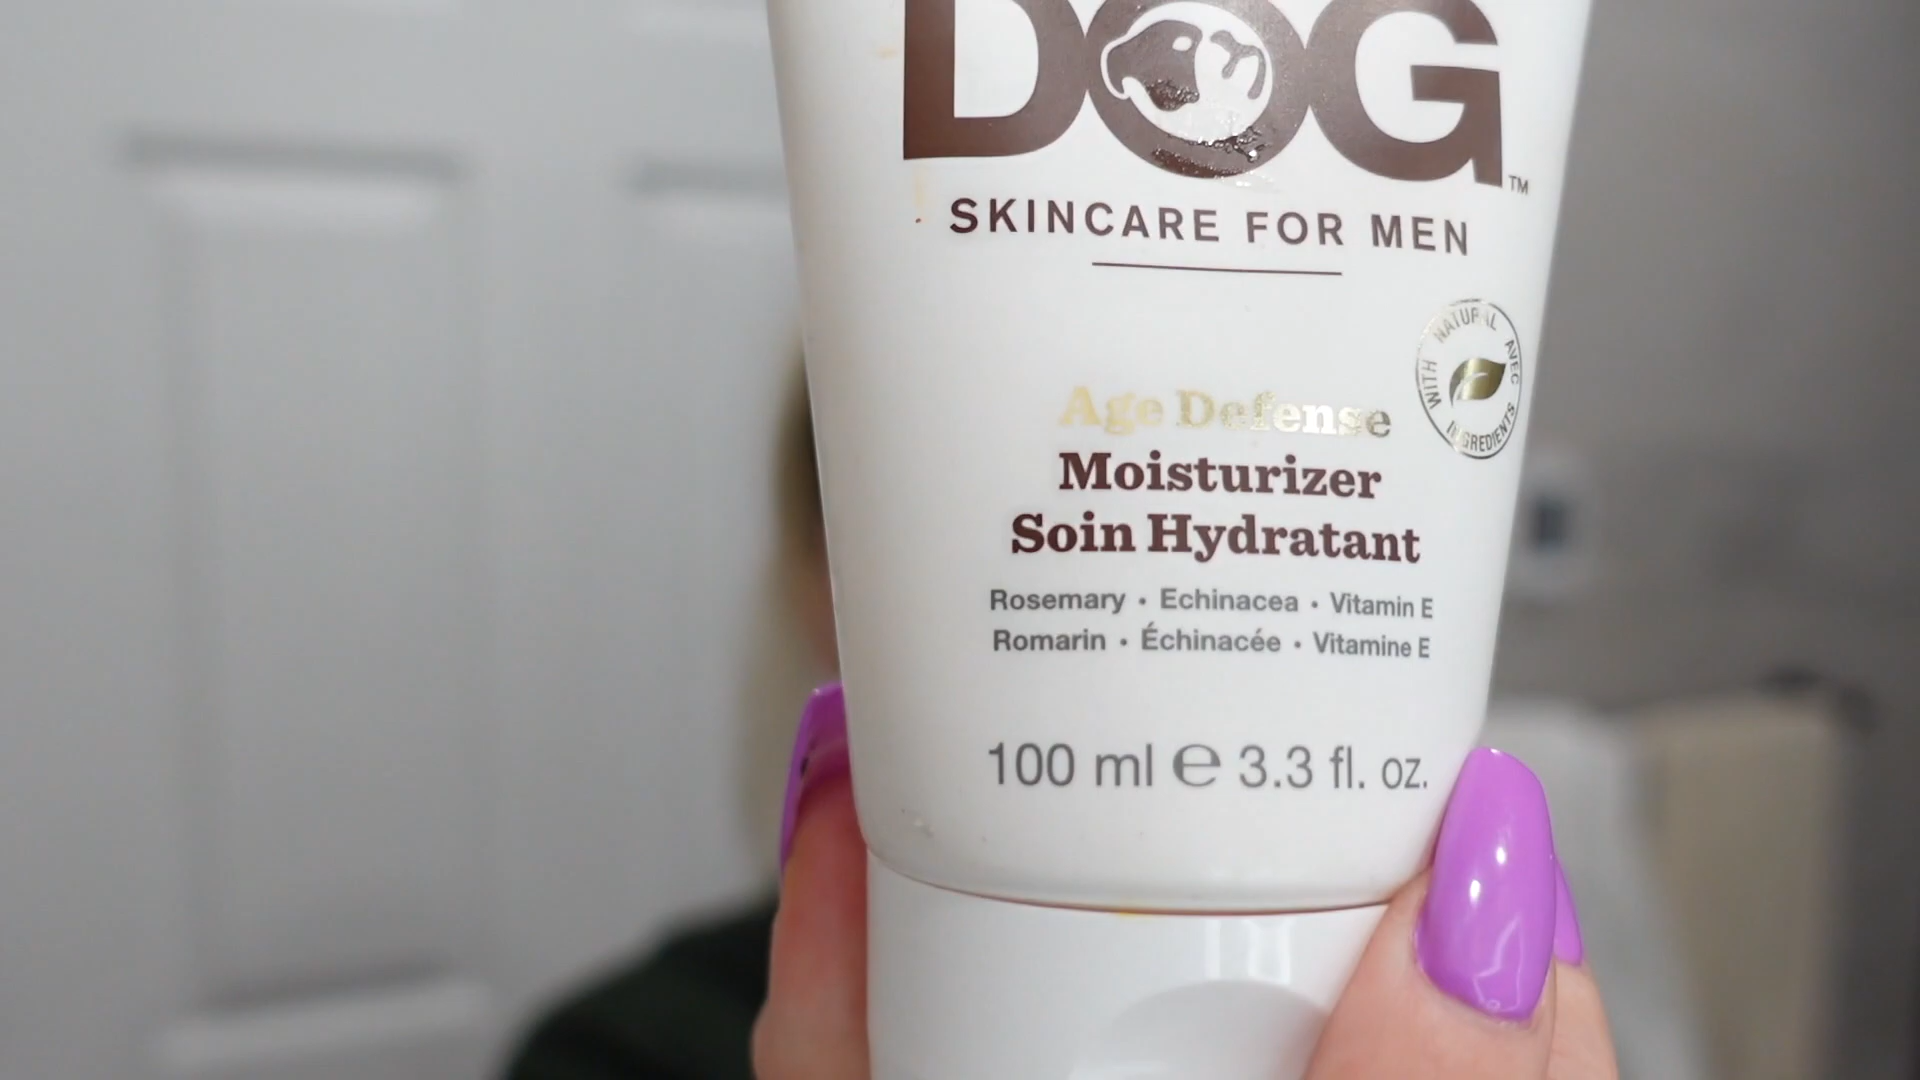 DOG™
SKINCARE FOR MEN
WITH NATURAL
AVEC INGREDIENTS
Age Defense
Moisturizer
Soin Hydratant
Rosemary • Echinacea • Vitamin E
Romarin • Échinacée • Vitamine E
100 ml ℮ 3.3 fl. oz.